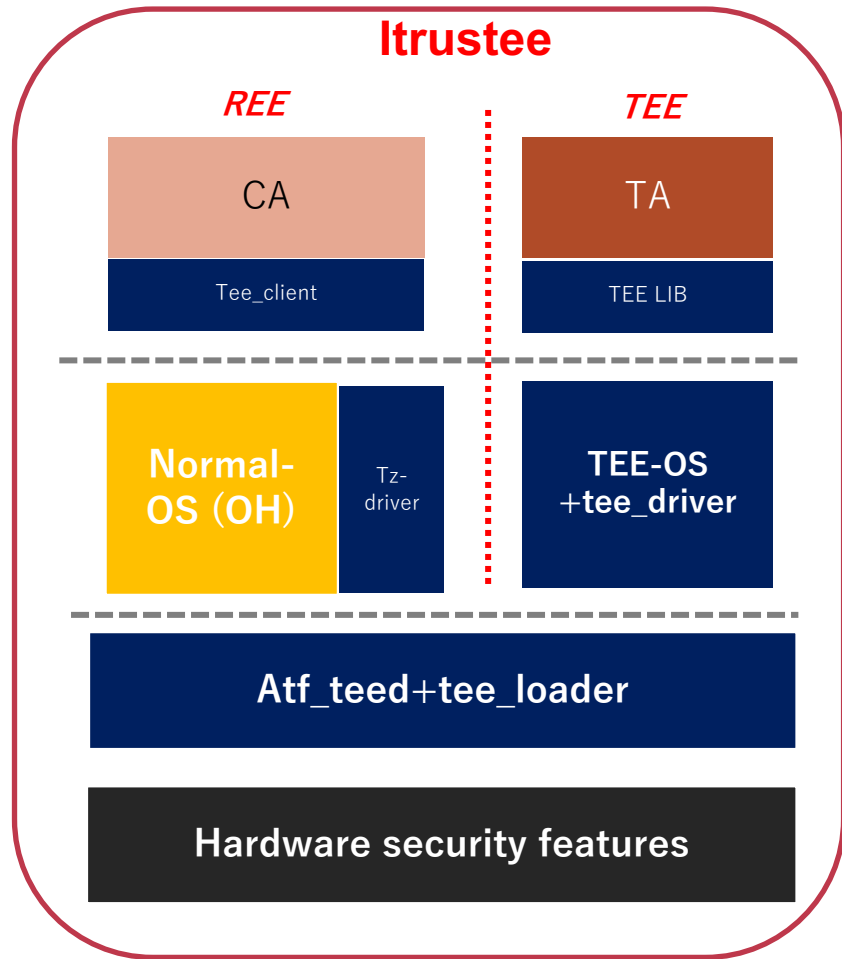 Itrustee
REE
TEE
CA
TA
Tee_client
TEE LIB
Normal-
OS (OH)
Tz-
driver
TEE-OS
+tee_driver
Atf_teed+tee_loader
Hardware security features